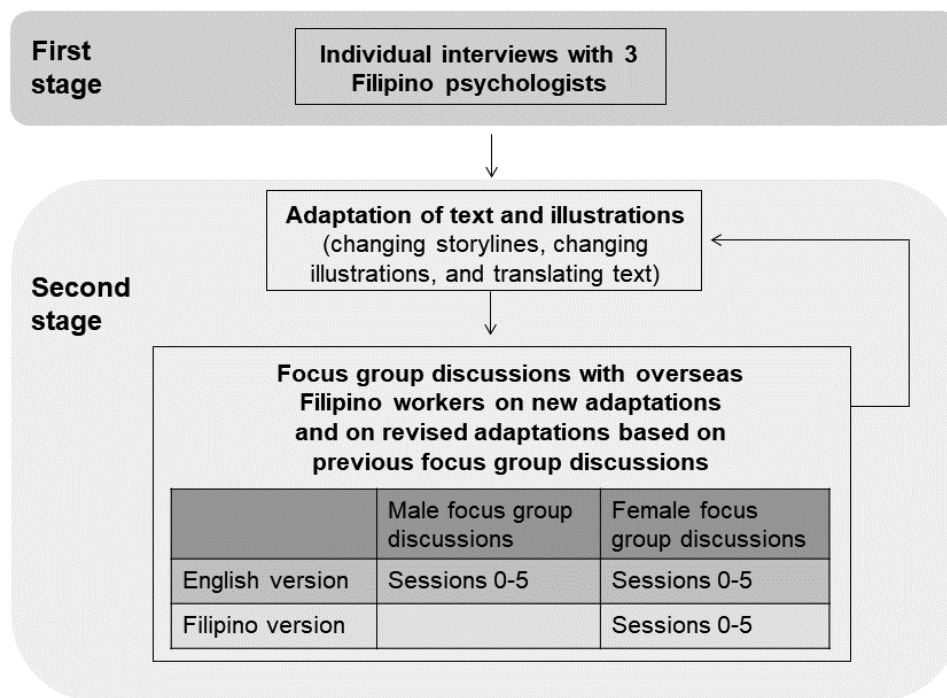 First
stage
Individual interviews with 3
Filipino psychologists
Adaptation of text and illustrations
(changing storylines, changing
illustrations, and translating text)
Second
stage
Focus group discussions with overseas
Filipino workers on new adaptations
and on revised adaptations based on
previous focus group discussions
Male focus group
discussions
Female focus
group discussions
English version
Sessions 0-5
Sessions 0-5
Filipino version
Sessions 0-5